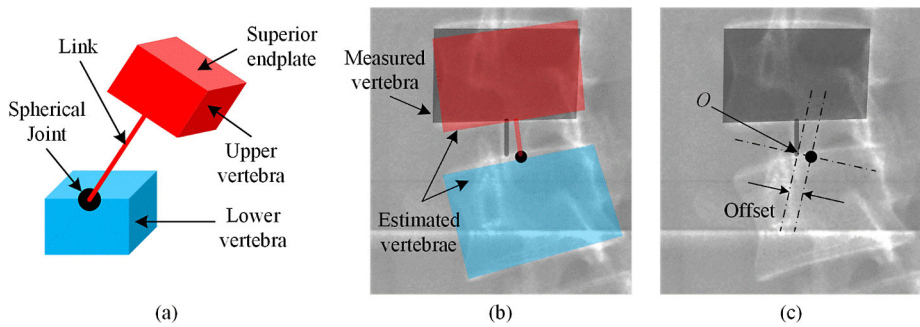 Link
Superior
endplate
Spherical
Joint
Upper
vertebra
Lower
vertebra
(a)
Measured
vertebra
Estimated
vertebrae
(b)
O
Offset
(c)